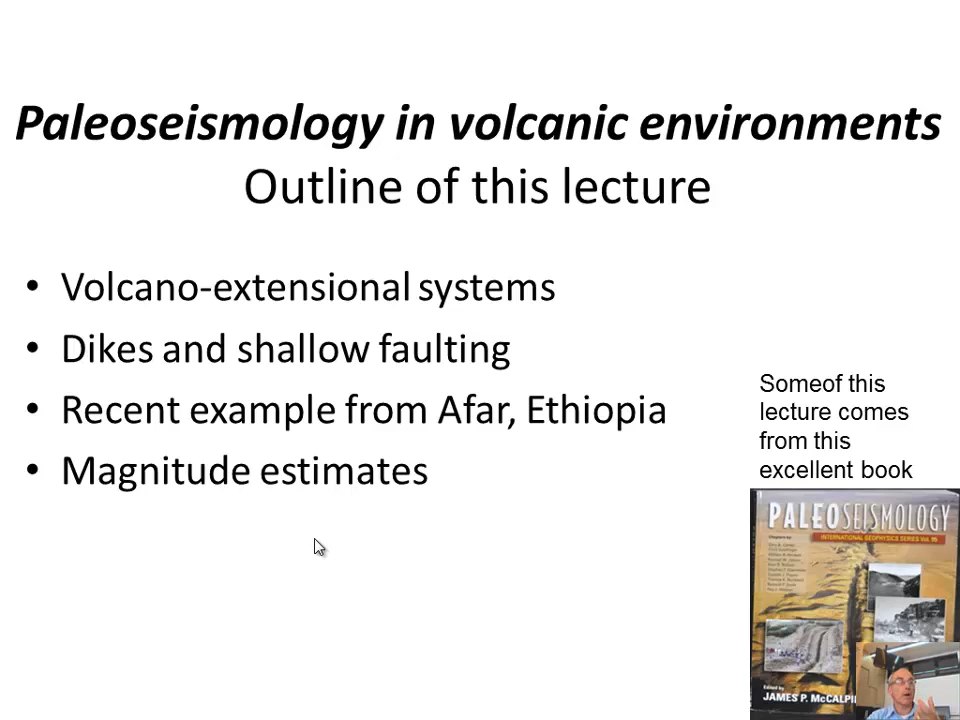 Paleoseismology in volcanic environments
Outline of this lecture
• Volcano-extensional systems
• Dikes and shallow faulting
• Recent example from Afar, Ethiopia
• Magnitude estimates
Someof this
lecture comes
from this
excellent book
PALEOSEISMOLOGY
INTERNATIONAL GEOPHYSICS SERIES Vol. 95
Edited by
JAMES P. McCALPI